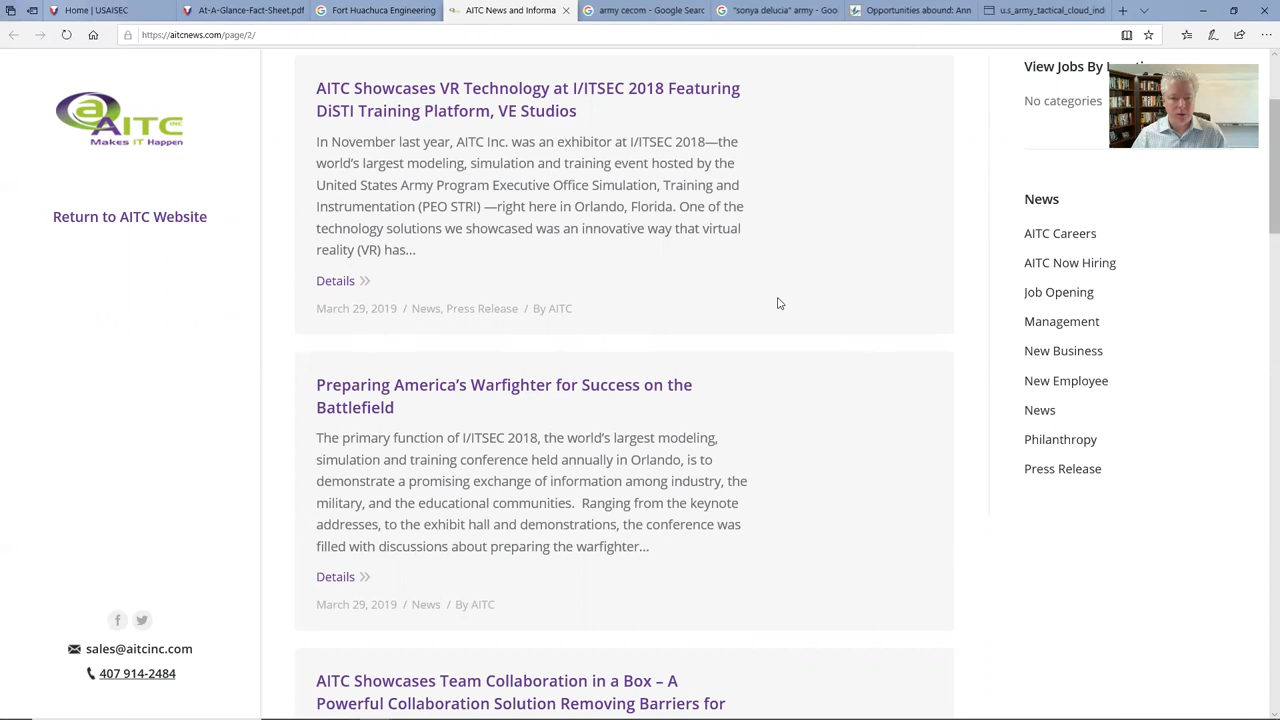 Home | USAISEC
At-A-Glance-Fact-Sheet.pdf
Fort Huachuca Engineering
AITC News and Informa
army cecom - Google Searc
"sonya delucia" army - Goo
Opportunities abound: Ann
u.s_army_tactical_cloud_ind
https://aitcnews.com/page/2/
a
AITC INC
Makes IT Happen
Return to AITC Website
sales@aitcinc.com
407 914-2484
AITC Showcases VR Technology at I/ITSEC 2018 Featuring
DiSTI Training Platform, VE Studios
In November last year, AITC Inc. was an exhibitor at I/ITSEC 2018—the
world's largest modeling, simulation and training event hosted by the
United States Army Program Executive Office Simulation, Training and
Instrumentation (PEO STRI) —right here in Orlando, Florida. One of the
technology solutions we showcased was an innovative way that virtual
reality (VR) has…
Details »
March 29, 2019 / News, Press Release / By AITC
Preparing America's Warfighter for Success on the
Battlefield
The primary function of I/ITSEC 2018, the world's largest modeling,
simulation and training conference held annually in Orlando, is to
demonstrate a promising exchange of information among industry, the
military, and the educational communities. Ranging from the keynote
addresses, to the exhibit hall and demonstrations, the conference was
filled with discussions about preparing the warfighter…
Details »
March 29, 2019 / News / By AITC
AITC Showcases Team Collaboration in a Box – A
Powerful Collaboration Solution Removing Barriers for
View Jobs By
No categories
News
AITC Careers
AITC Now Hiring
Job Opening
Management
New Business
New Employee
News
Philanthropy
Press Release